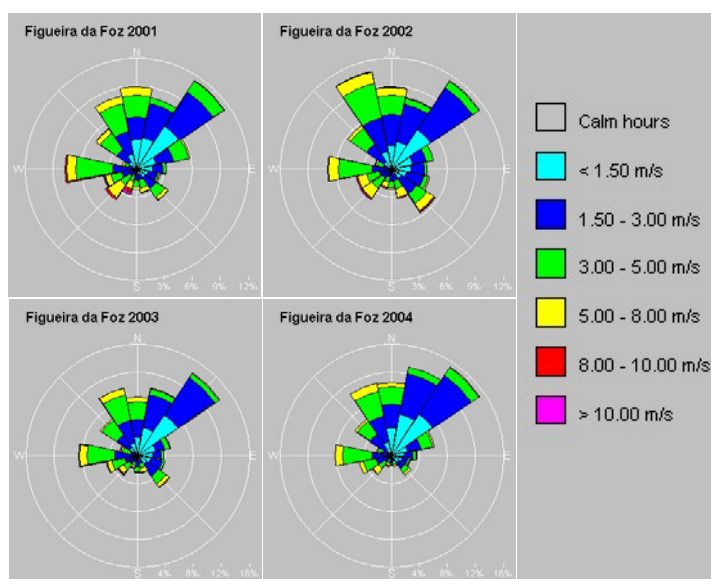 Figueira da Foz 2001
N
W
E
S
3%
6%
9%
12%
Figueira da Foz 2002
N
W
E
S
3%
6%
9%
12%
Figueira da Foz 2003
N
W
E
S
4%
8%
12%
16%
Figueira da Foz 2004
N
W
E
S
4%
8%
12%
16%
Calm hours
< 1.50 m/s
1.50 - 3.00 m/s
3.00 - 5.00 m/s
5.00 - 8.00 m/s
8.00 - 10.00 m/s
> 10.00 m/s